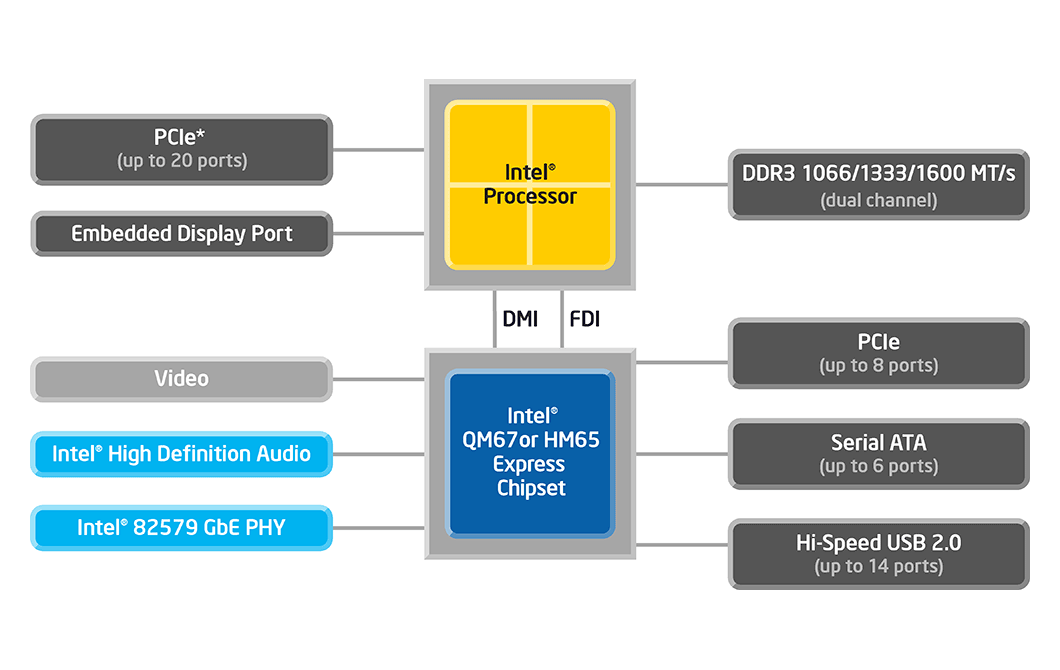 PCIe*
(up to 20 ports)
Embedded Display Port
Intel®
Processor
DDR3 1066/1333/1600 MT/s
(dual channel)
DMI
FDI
Video
Intel® High Definition Audio
Intel® 82579 GbE PHY
Intel®
QM67or HM65
Express
Chipset
PCIe
(up to 8 ports)
Serial ATA
(up to 6 ports)
Hi-Speed USB 2.0
(up to 14 ports)